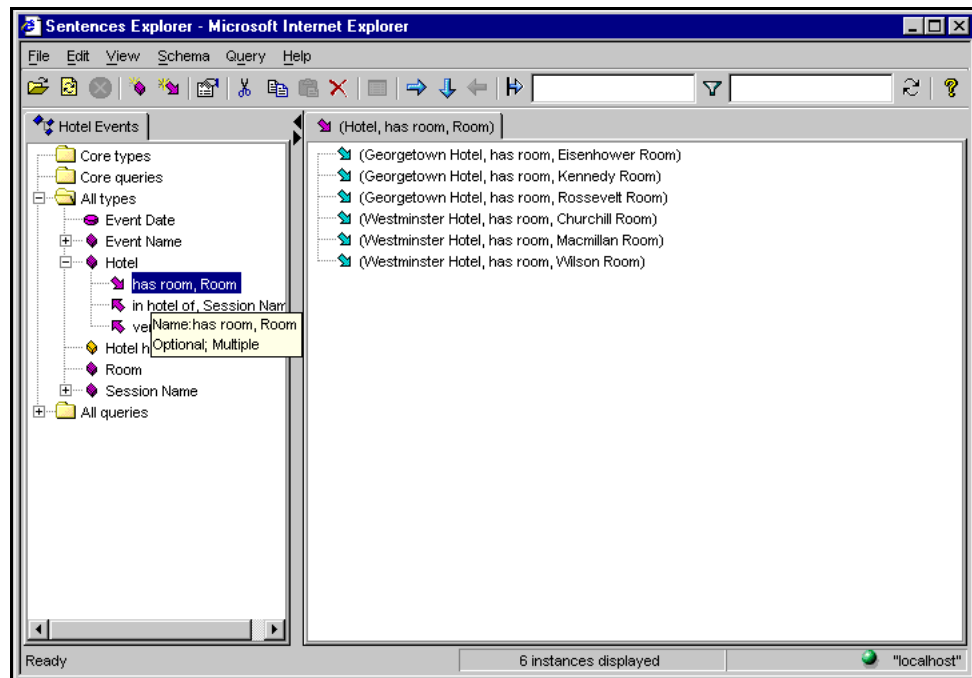 Sentences Explorer - Microsoft Internet Explorer
File Edit View Schema Query Help
Hotel Events
(Hotel, has room, Room)
Core types
Core queries
All types
Event Date
Event Name
Hotel
has room, Room
in hotel of, Session Nam
Name:has room, Room
Optional; Multiple
Hotel h
Room
Session Name
All queries
(Georgetown Hotel, has room, Eisenhower Room)
(Georgetown Hotel, has room, Kennedy Room)
(Georgetown Hotel, has room, Rossevelt Room)
(Westminster Hotel, has room, Churchill Room)
(Westminster Hotel, has room, Macmillan Room)
(Westminster Hotel, has room, Wilson Room)
Ready
6 instances displayed
"localhost"